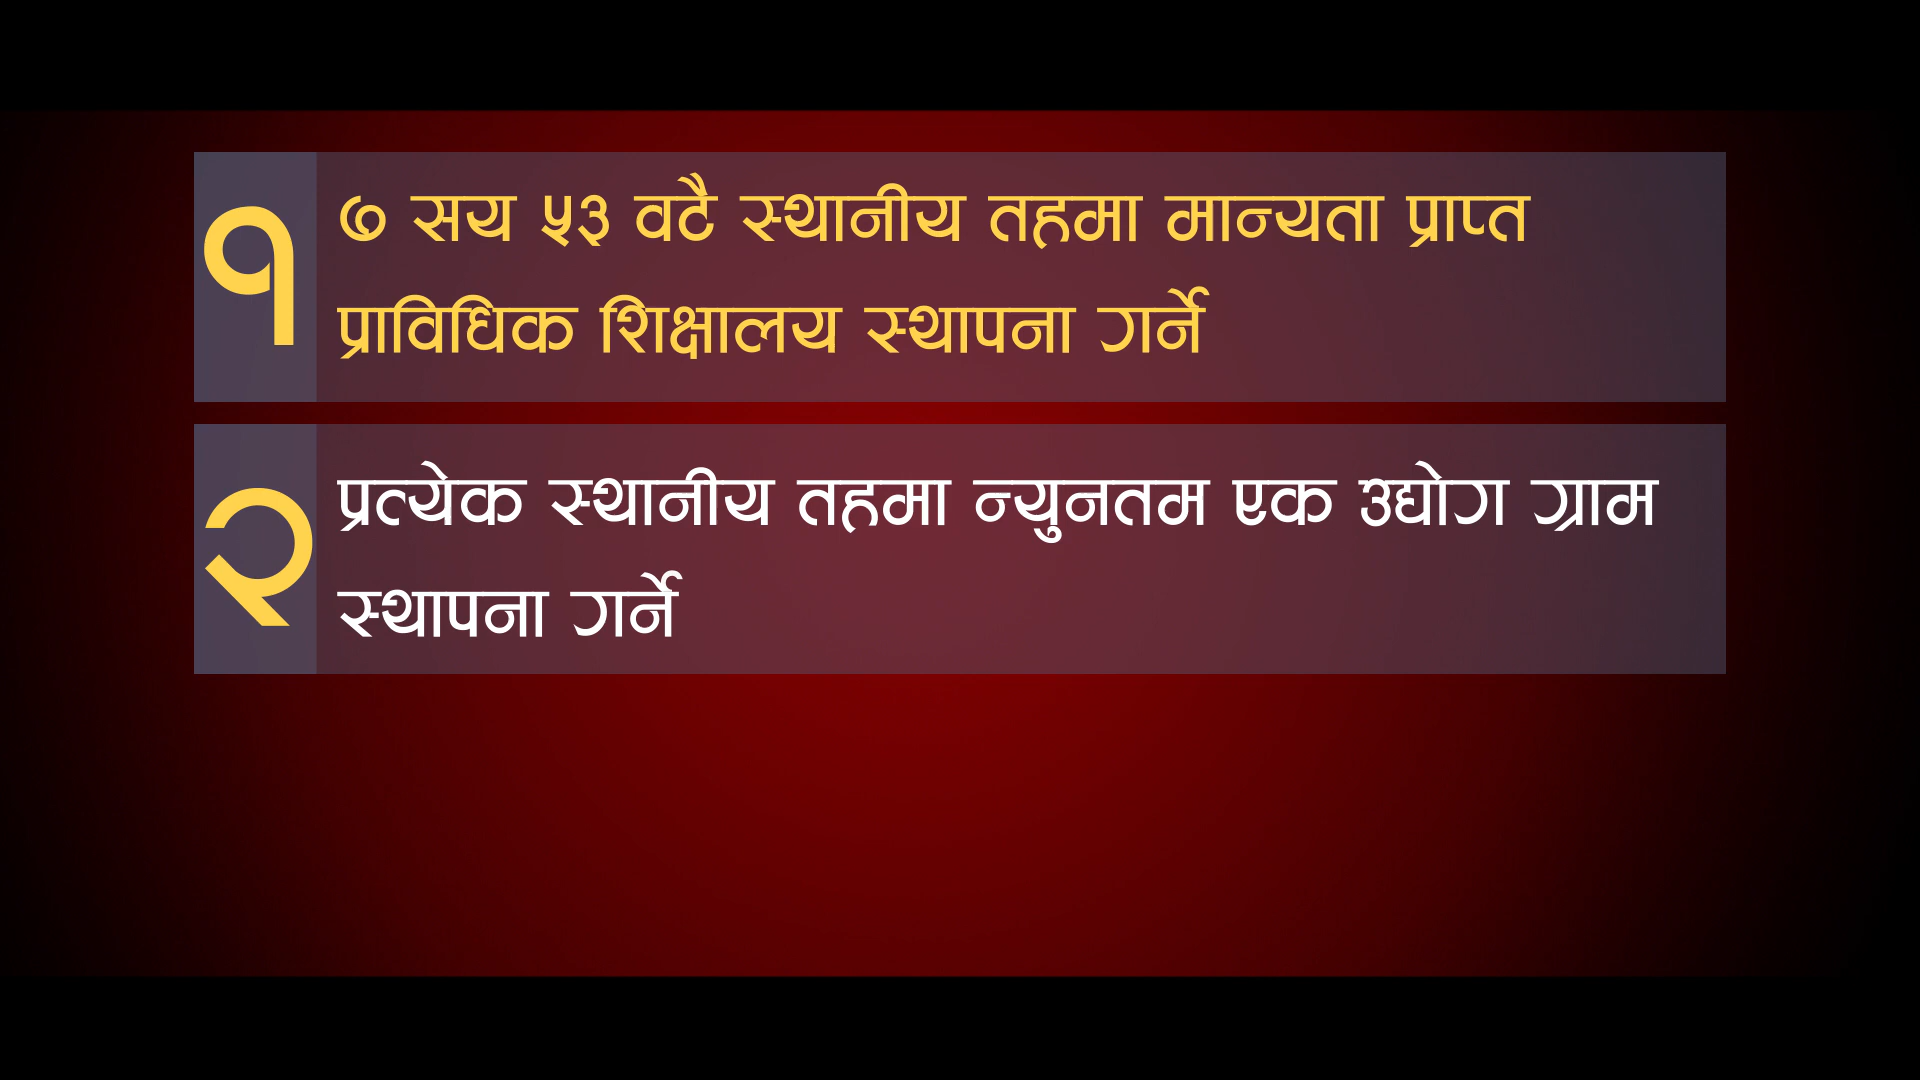 १
७ सय ५३ वटै स्थानीय तहमा मान्यता प्राप्त
प्राविधिक शिक्षालय स्थापना गर्ने
२
प्रत्येक स्थानीय तहमा न्युनतम एक उद्योग ग्राम
स्थापना गर्ने